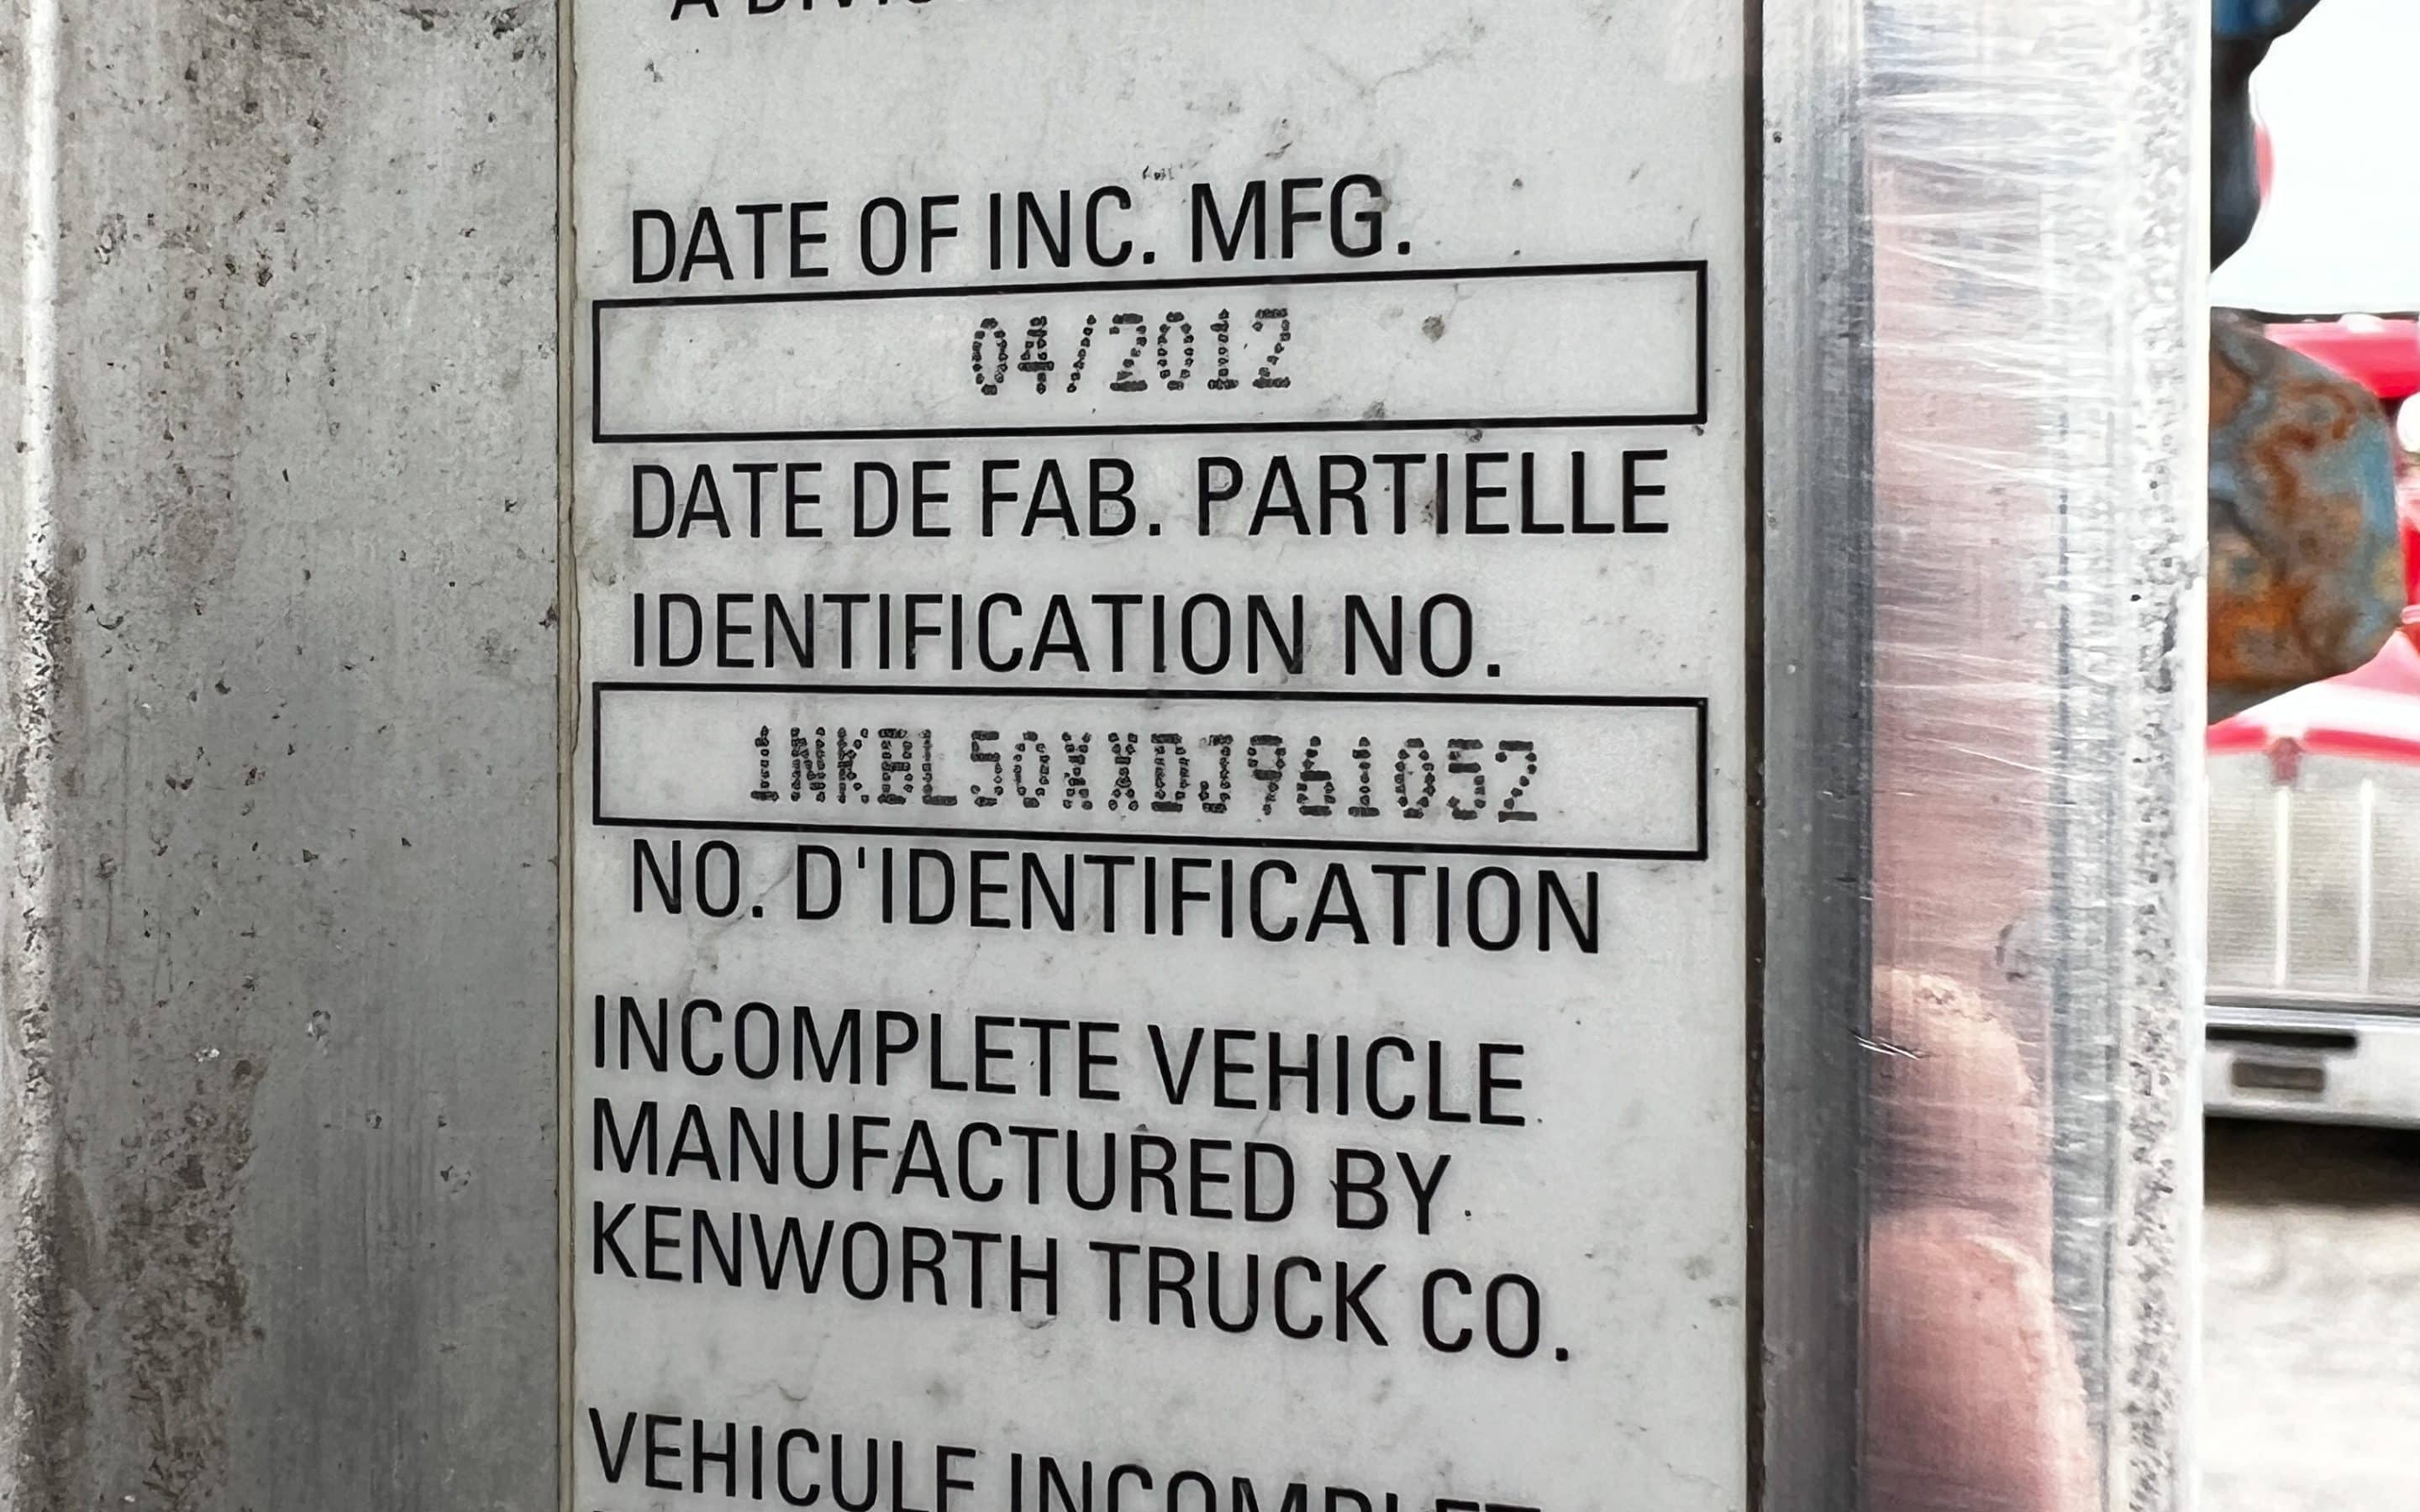 DATE OF INC. MFG.
04/2012
DATE DE FAB. PARTIELLE
IDENTIFICATION NO.
1NKBL50XXDJ961052
NO. D'IDENTIFICATION
INCOMPLETE VEHICLE
MANUFACTURED BY
KENWORTH TRUCK CO.
VEHICULE INCOMPLET